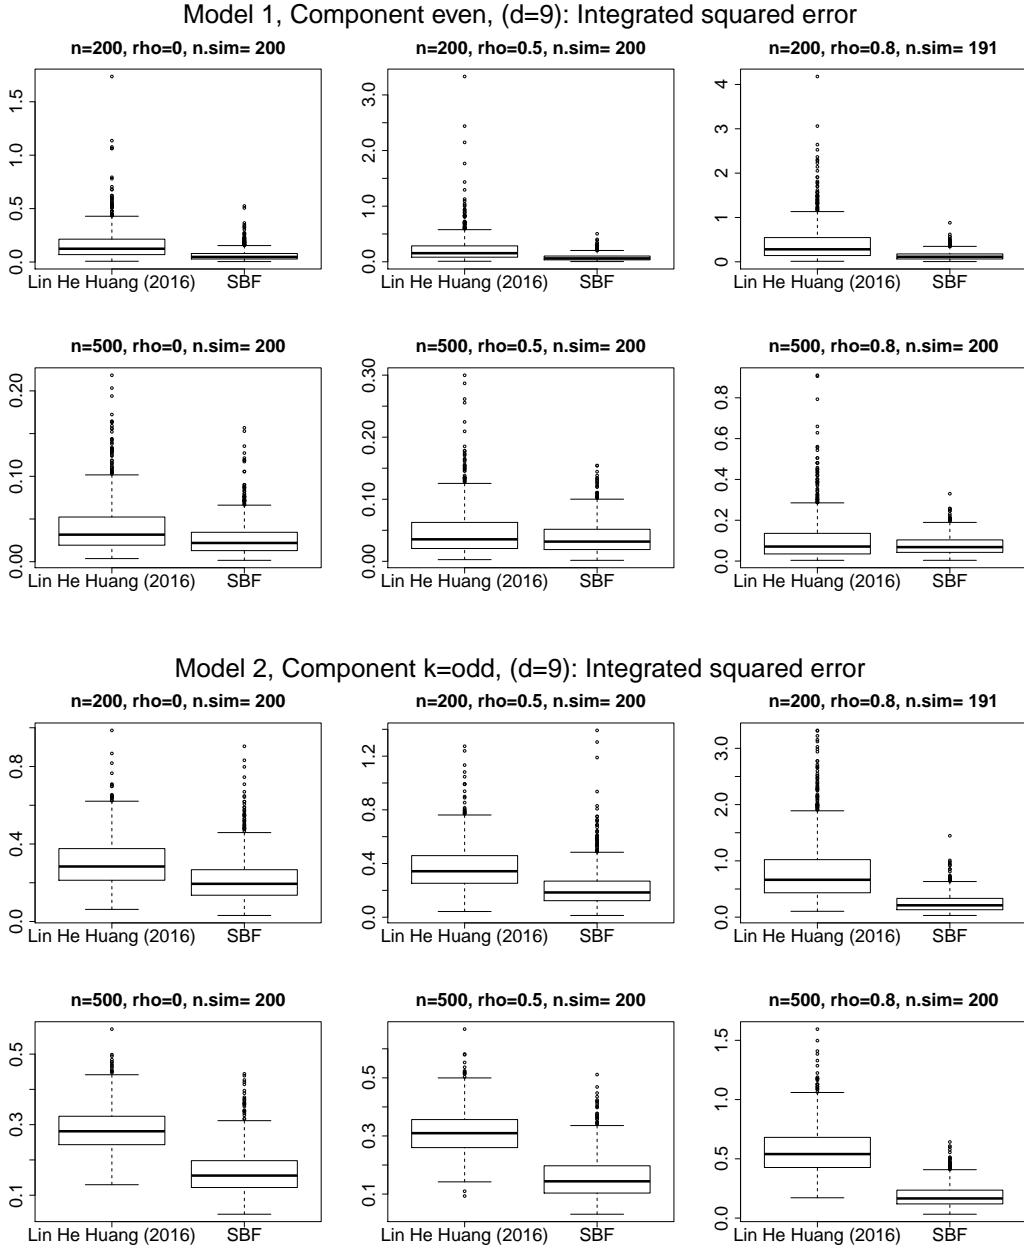 Model 1, Component even, (d=9): Integrated squared error
n=200, rho=0, n.sim= 200
n=200, rho=0.5, n.sim= 200
n=200, rho=0.8, n.sim= 191
0.0 0.5 1.0 1.5
0.0 1.0 2.0 3.0
0 1 2 3 4
Lin He Huang (2016) SBF
Lin He Huang (2016) SBF
Lin He Huang (2016) SBF
n=500, rho=0, n.sim= 200
n=500, rho=0.5, n.sim= 200
n=500, rho=0.8, n.sim= 200
0.00 0.10 0.20
0.00 0.10 0.20 0.30
0.0 0.2 0.4 0.6 0.8
Lin He Huang (2016) SBF
Lin He Huang (2016) SBF
Lin He Huang (2016) SBF
Model 2, Component k=odd, (d=9): Integrated squared error
n=200, rho=0, n.sim= 200
n=200, rho=0.5, n.sim= 200
n=200, rho=0.8, n.sim= 191
0.0 0.4 0.8
0.0 0.4 0.8 1.2
0.0 1.0 2.0 3.0
Lin He Huang (2016) SBF
Lin He Huang (2016) SBF
Lin He Huang (2016) SBF
n=500, rho=0, n.sim= 200
n=500, rho=0.5, n.sim= 200
n=500, rho=0.8, n.sim= 200
0.1 0.3 0.5
0.1 0.3 0.5
0.0 0.5 1.0 1.5
Lin He Huang (2016) SBF
Lin He Huang (2016) SBF
Lin He Huang (2016) SBF